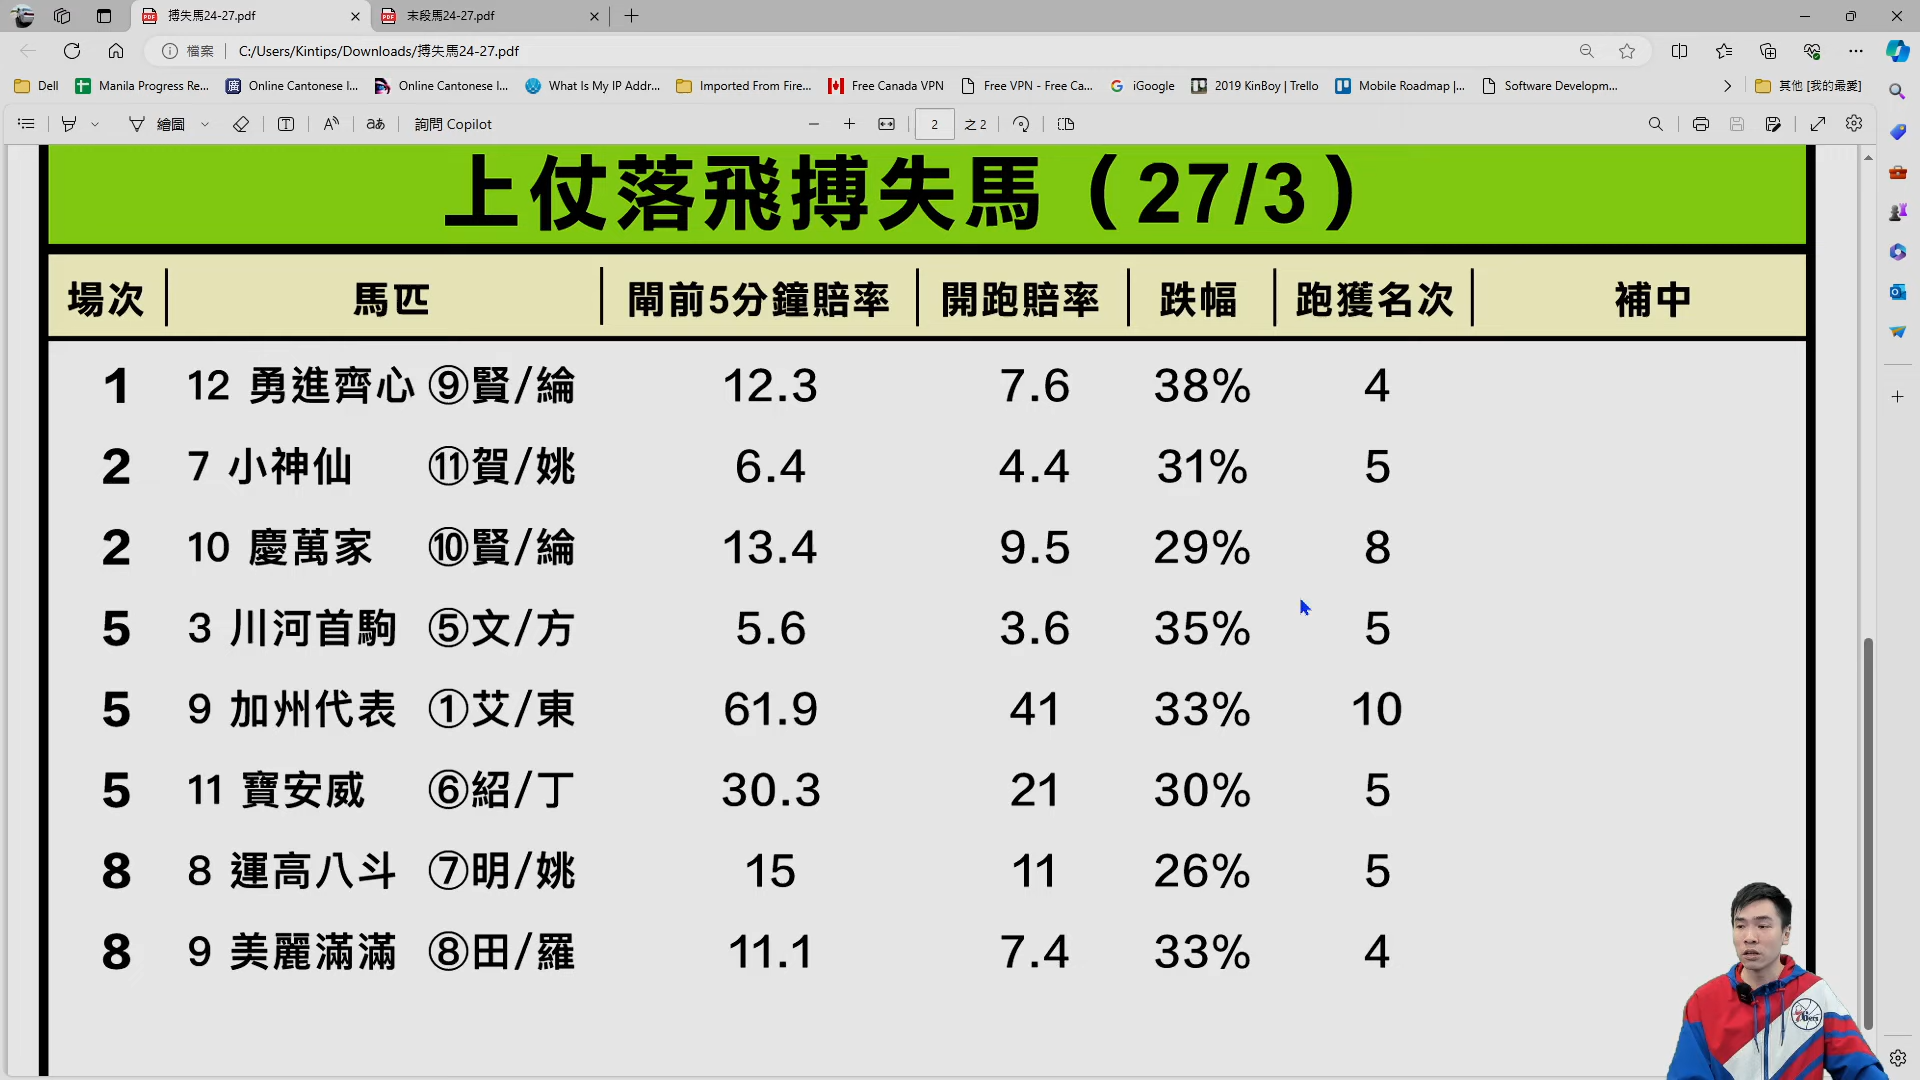 搏失馬24-27.pdf
末段馬24-27.pdf
檔案 C:/Users/Kintips/Downloads/搏失馬24-27.pdf
Dell Manila Progress Re... Online Cantonese I... Online Cantonese I... What Is My IP Addr... Imported From Fire... Free Canada VPN Free VPN - Free Ca... iGoogle 2019 KinBoy | Trello Mobile Roadmap |... Software Developm... 其他 [我的最愛]
繪圖 詢問 Copilot 2 之 2
上仗落飛搏失馬（27/3）
場次 馬匹 閘前5分鐘賠率 開跑賠率 跌幅 跑獲名次 補中
1 12 勇進齊心 ⑨賢/綸 12.3 7.6 38% 4
2 7 小神仙 ⑪賀/姚 6.4 4.4 31% 5
2 10 慶萬家 ⑩賢/綸 13.4 9.5 29% 8
5 3 川河首駒 ⑤文/方 5.6 3.6 35% 5
5 9 加州代表 ①艾/東 61.9 41 33% 10
5 11 寶安威 ⑥紹/丁 30.3 21 30% 5
8 8 運高八斗 ⑦明/姚 15 11 26% 5
8 9 美麗滿滿 ⑧田/羅 11.1 7.4 33% 4